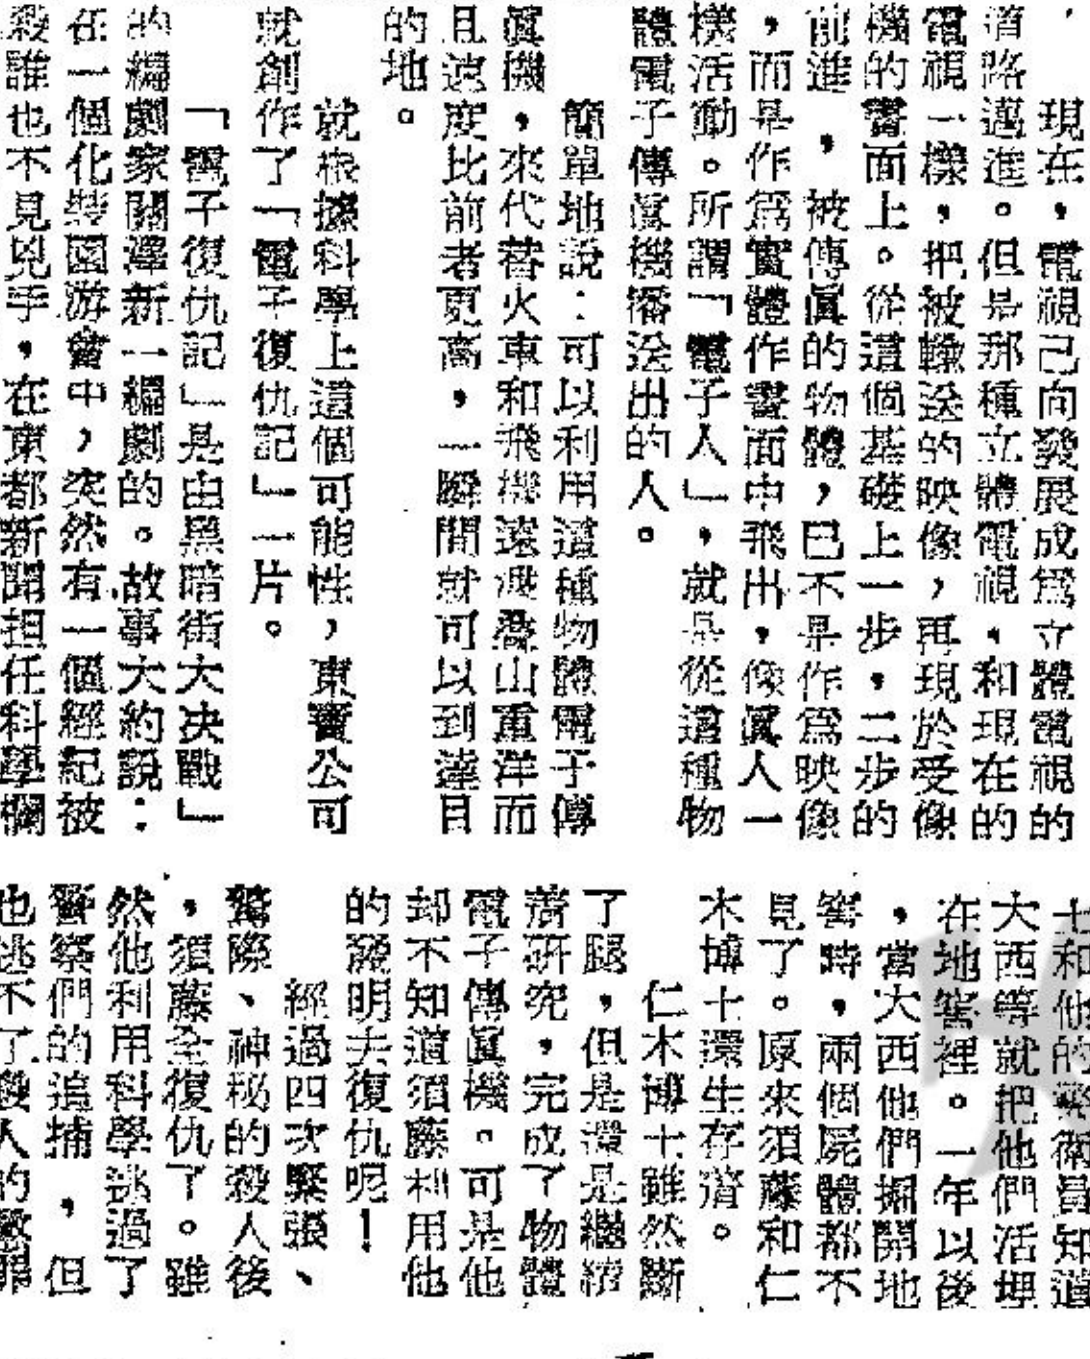 現在，電視已向發展成爲立體電視的
道路邁進。但是那種立體電視，和現在的
電視一樣，把被輸送的映像，再現於受像
機的畫面上。從這個基礎上一步，二步的
前進，被傳眞的物體，已不是作爲映像
，而是作爲實體作畫面中飛出，像眞人一
樣活動。所謂「電子人」，就是從這種物
體電子傳眞機播送出的人。
簡單地說：可以利用這種物體電子傳
眞機，來代替火車和飛機遠渡叠山重洋而
且速度比前者更高，一瞬間就可以到達目
的地。
就根據科學上這個可能性，東寶公司
就創作了「電子復仇記」一片。
「電子復仇記」是由黑暗街大决戰」
的編劇家關澤新一編劇的。故事大約說：
在一個化裝園游會中，突然有一個經紀被
殺誰也不見兇手，在東都新聞担任科學欄
士和他的衛員知道
大西等就把他們活埋
在地窖裡。一年以後
，當大西他們掘開地
窖時，兩個屍體都不
見了。原來須藤和仁
木博士還生存着。
仁木博士雖然斷
了腿，但是還是繼續
着研究，完成了物體
電子傳眞機。可是他
却不知道須藤利用他
的發明去復仇呢！
經過四次緊張、
驚際、神秘的殺人後
，須藤全復仇了。雖
然他利用科學逃過了
警察們的追捕，但
也逃不了殺人的懲罪